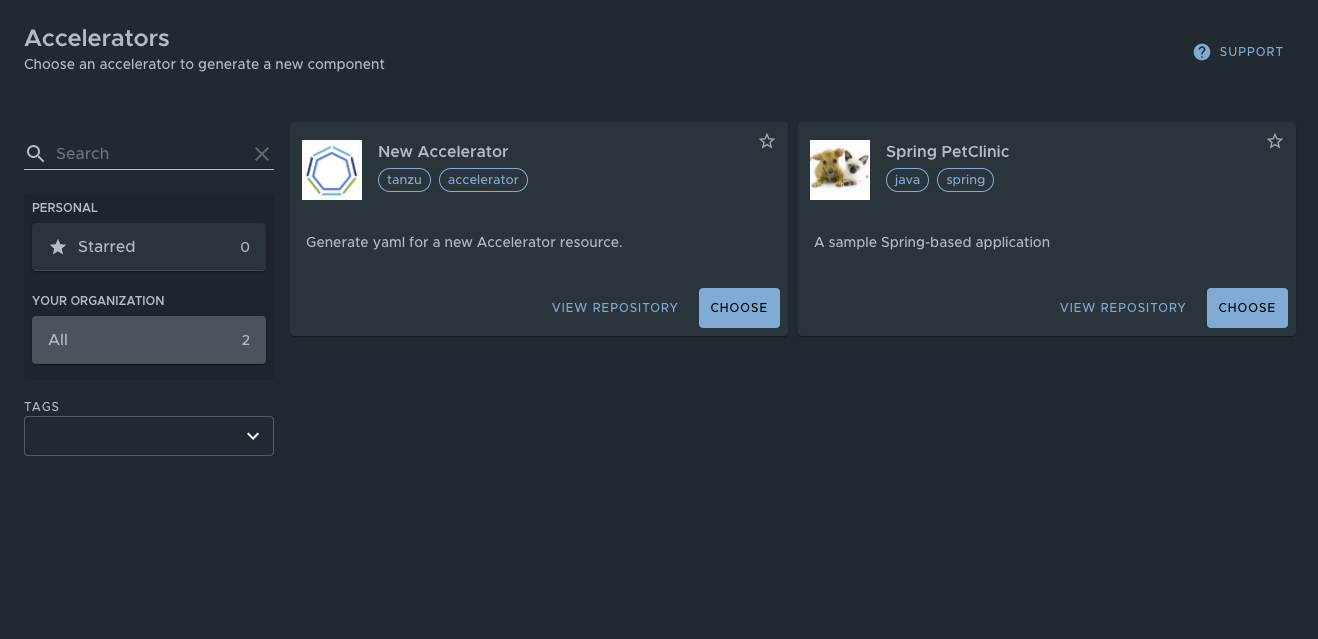 Accelerators
Choose an accelerator to generate a new component
SUPPORT
Search
PERSONAL
Starred 0
YOUR ORGANIZATION
All 2
TAGS
New Accelerator
tanzu accelerator
Generate yaml for a new Accelerator resource.
VIEW REPOSITORY CHOOSE
Spring PetClinic
java spring
A sample Spring-based application
VIEW REPOSITORY CHOOSE